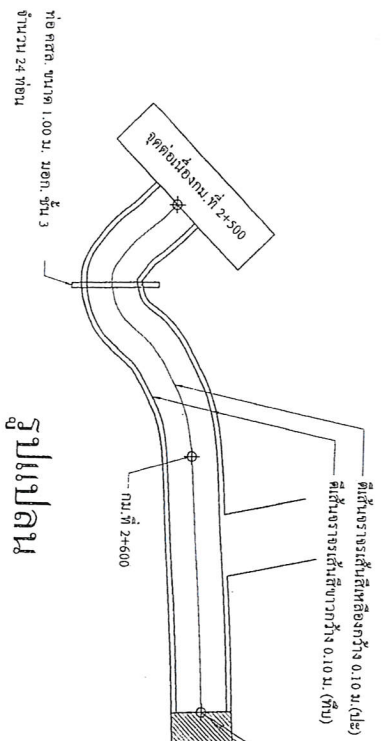 ตีเส้นจราจรเส้นสีเหลืองกว้าง 0.10 ม.(ปะ)
ตีเส้นจราจรเส้นสีขาวกว้าง 0.10 ม.(ทึบ)
จุดต่อเนื่องกม.ที่ 2+500
กม.ที่ 2+600
ท่อ คสล. ขนาด 1.00 ม. มอก. ชั้น 3
จำนวน 24 ท่อน
รูปแปลน